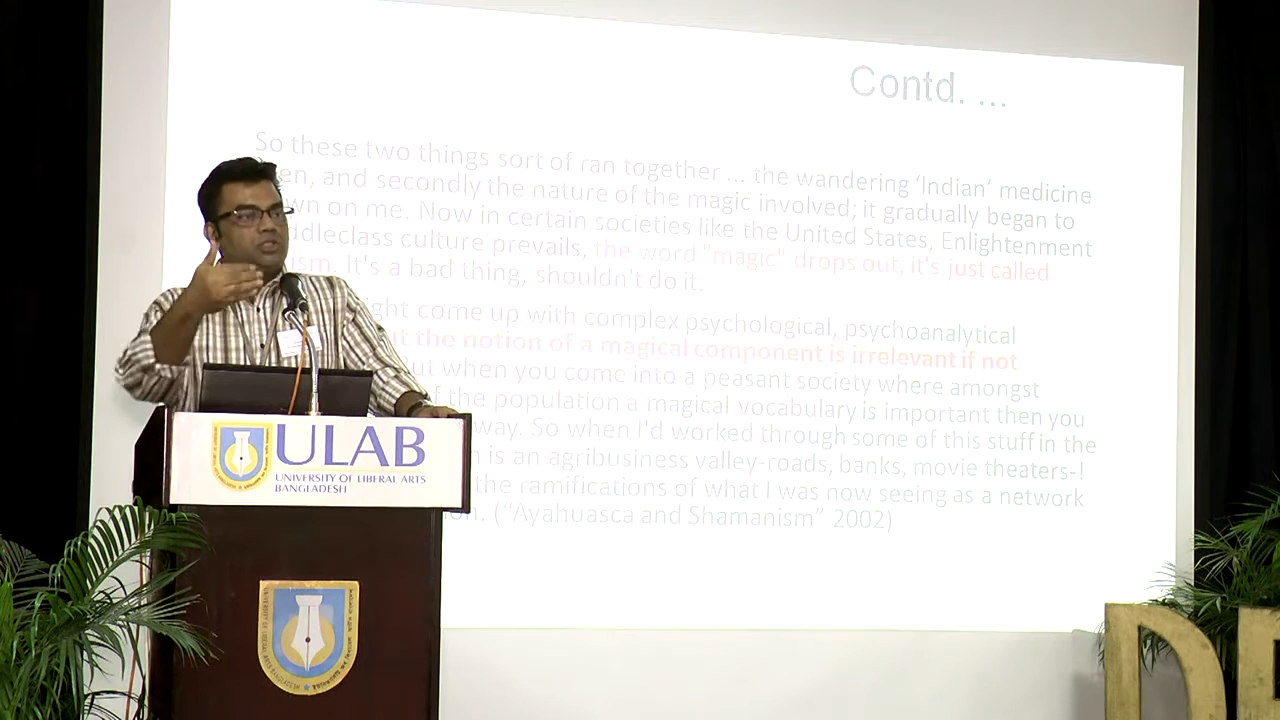 Contd. ...
So these two things sort of ran together ... the wandering ‘Indian’ medicine
and secondly the nature of the magic involved; it gradually began to
on me. Now in certain societies like the United States, Enlightenment
culture prevails, the word "magic" drops out, it's just called
It's a bad thing, shouldn't do it.
come up with complex psychological, psychoanalytical
the notion of a magical component is irrelevant if not
But when you come into a peasant society where amongst
of the population a magical vocabulary is important then you
way. So when I'd worked through some of this stuff in the
is an agribusiness valley-roads, banks, movie theaters-!
the ramifications of what I was now seeing as a network
(“Ayahuasca and Shamanism” 2002)
ULAB
UNIVERSITY OF LIBERAL ARTS
BANGLADESH
UNIVERSITY OF LIBERAL ARTS BANGLADESH